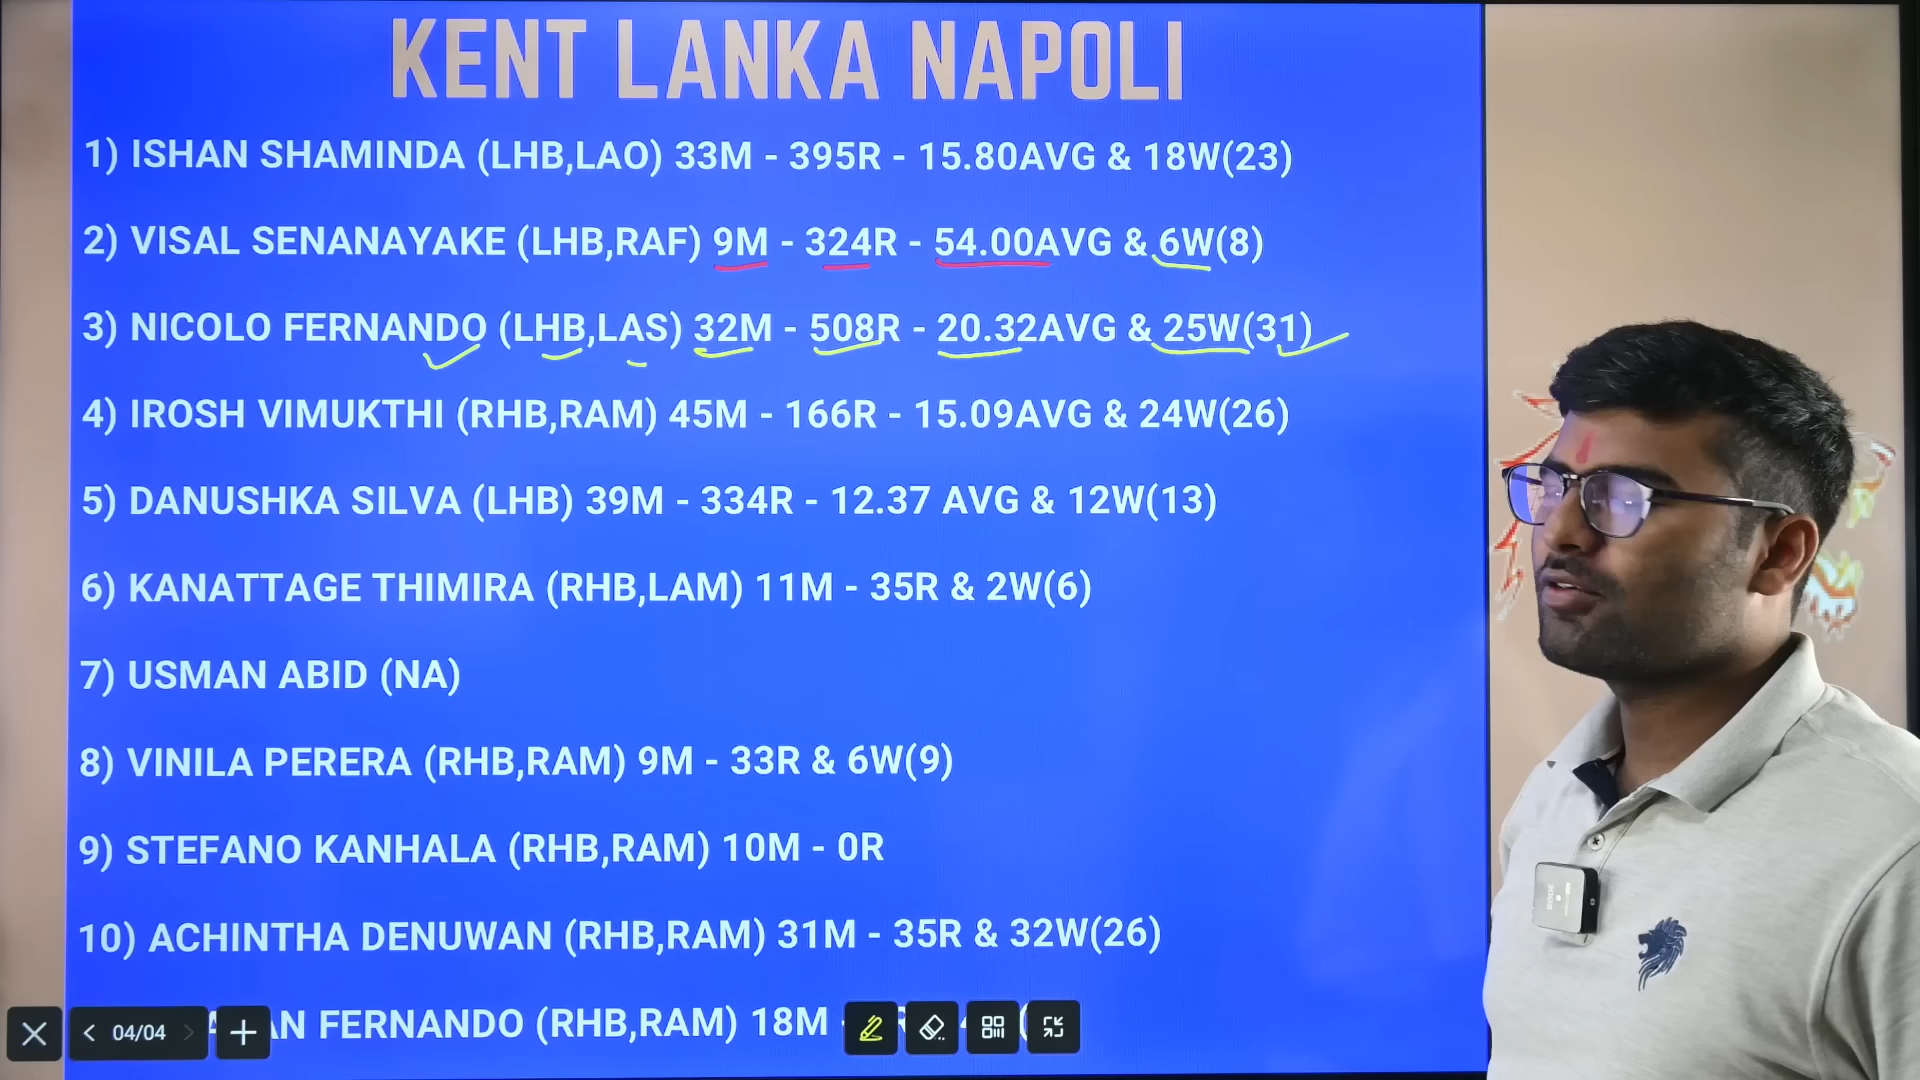 KENT LANKA NAPOLI
1) ISHAN SHAMINDA (LHB,LAO) 33M - 395R - 15.80AVG & 18W(23)
2) VISAL SENANAYAKE (LHB,RAF) 9M - 324R - 54.00AVG & 6W(8)
3) NICOLO FERNANDO (LHB,LAS) 32M - 508R - 20.32AVG & 25W(31)
4) IROSH VIMUKTHI (RHB,RAM) 45M - 166R - 15.09AVG & 24W(26)
5) DANUSHKA SILVA (LHB) 39M - 334R - 12.37 AVG & 12W(13)
6) KANATTAGE THIMIRA (RHB,LAM) 11M - 35R & 2W(6)
7) USMAN ABID (NA)
8) VINILA PERERA (RHB,RAM) 9M - 33R & 6W(9)
9) STEFANO KANHALA (RHB,RAM) 10M - 0R
10) ACHINTHA DENUWAN (RHB,RAM) 31M - 35R & 32W(26)
FERNANDO (RHB,RAM) 18M -
04/04